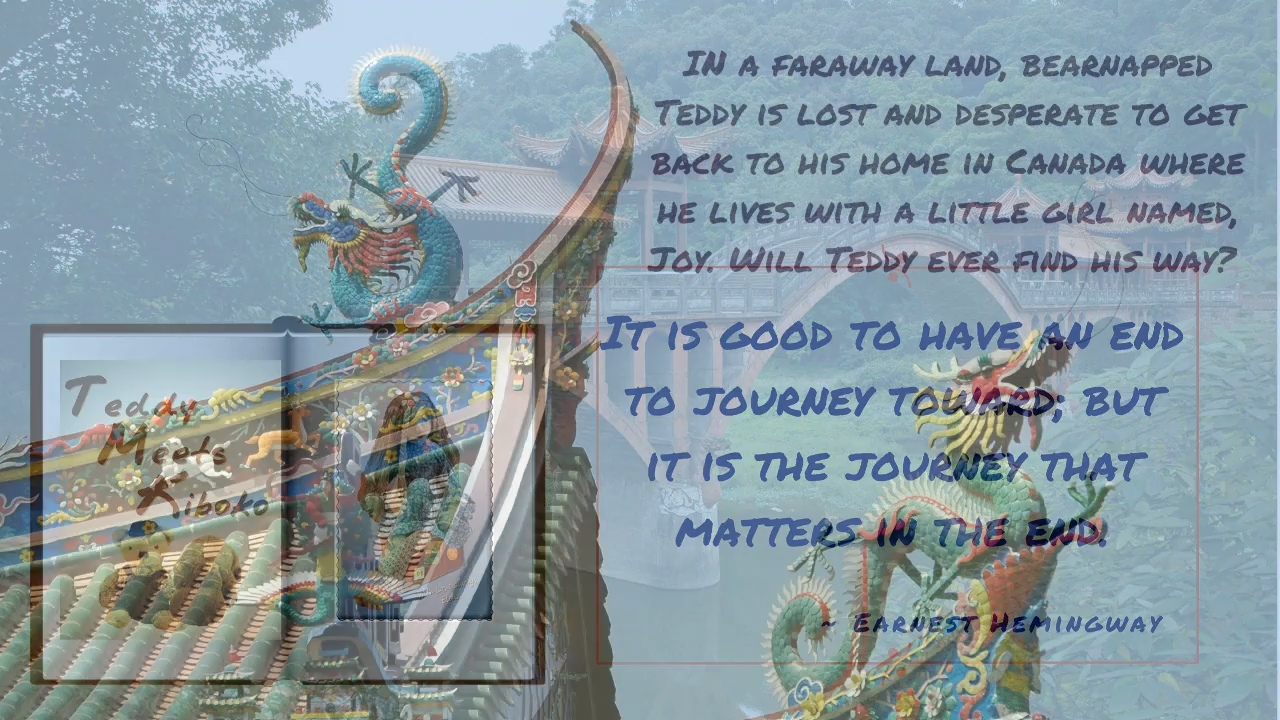 IN A FARAWAY LAND, BEARNAPPED
TEDDY IS LOST AND DESPERATE TO GET
BACK TO HIS HOME IN CANADA WHERE
HE LIVES WITH A LITTLE GIRL NAMED,
JOY. WILL TEDDY EVER FIND HIS WAY?
IT IS GOOD TO HAVE AN END
TO JOURNEY TOWARD; BUT
IT IS THE JOURNEY THAT
MATTERS IN THE END.
~ EARNEST HEMINGWAY
Teddy
Meets
Kiboko